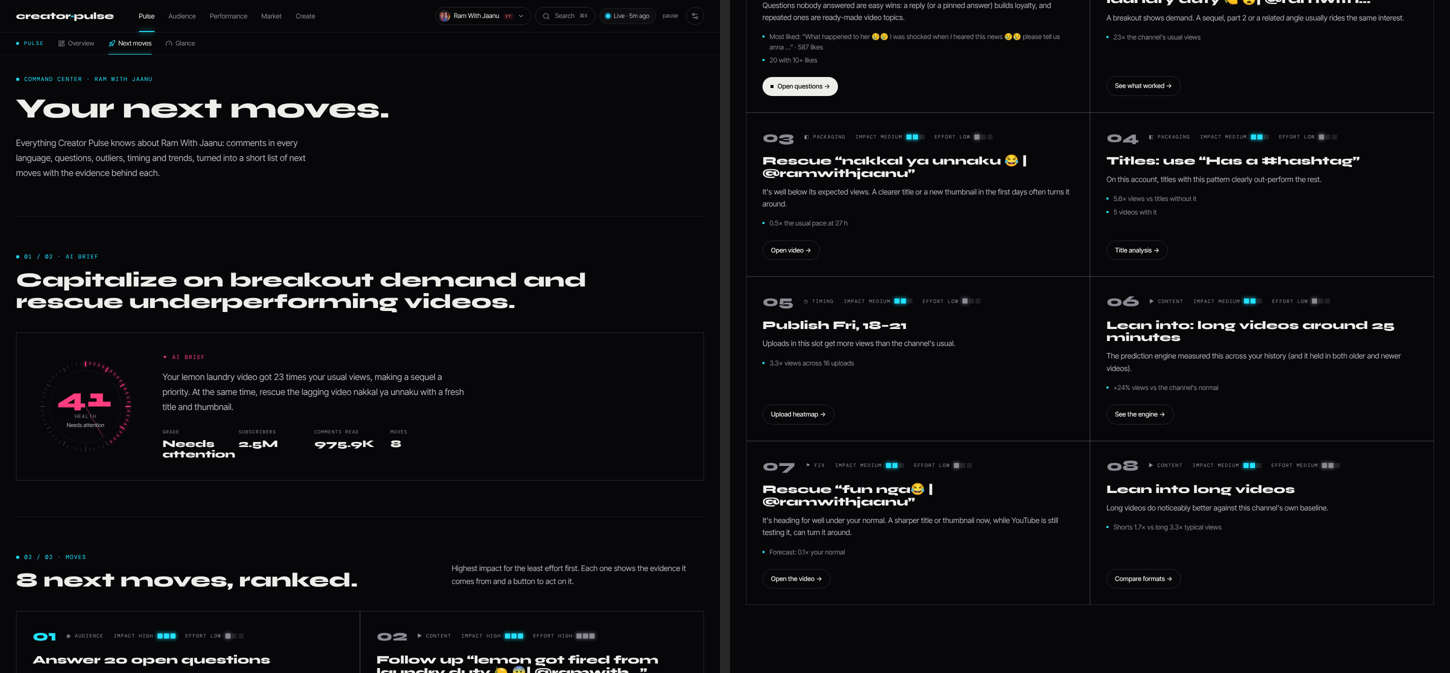 creator·pulse
Pulse
Audience
Performance
Market
Create
Ram With Jaanu YT
Search ⌘K
Live · 5m ago
pause
PULSE
Overview
Next moves
Glance
COMMAND CENTER · RAM WITH JAANU
Your next moves.
Everything Creator Pulse knows about Ram With Jaanu: comments in every
language, questions, outliers, timing and trends, turned into a short list of next
moves with the evidence behind each.
01 / 02 · AI BRIEF
Capitalize on breakout demand and
rescue underperforming videos.
41
HEALTH
Needs attention
AI BRIEF
Your lemon laundry video got 23 times your usual views, making a sequel a
priority. At the same time, rescue the lagging video nakkal ya unnaku with a fresh
title and thumbnail.
GRADE
Needs
attention
SUBSCRIBERS
2.5M
COMMENTS READ
975.9K
MOVES
8
02 / 02 · MOVES
8 next moves, ranked.
Highest impact for the least effort first. Each one shows the evidence it
comes from and a button to act on it.
01 AUDIENCE IMPACT HIGH EFFORT LOW
Answer 20 open questions
02 CONTENT IMPACT HIGH EFFORT HIGH
Follow up “lemon got fired from
laundry duty 🍋😰| @ramwith…”
Questions nobody answered are easy wins: a reply (or a pinned answer) builds loyalty, and
repeated ones are ready-made video topics.
Most liked: “What happened to her 😢😢 I was shocked when I heared this news 😢😢 please tell us
anna …” · 587 likes
20 with 10+ likes
Open questions →
laundry duty 🍋😰| @ramwith…”
A breakout shows demand. A sequel, part 2 or a related angle usually rides the same interest.
23× the channel's usual views
See what worked →
03 PACKAGING IMPACT MEDIUM EFFORT LOW
Rescue “nakkal ya unnaku 😂 |
@ramwithjaanu”
It's well below its expected views. A clearer title or a new thumbnail in the first days often turns it
around.
0.5× the usual pace at 27 h
Open video →
04 PACKAGING IMPACT MEDIUM EFFORT LOW
Titles: use “Has a #hashtag”
On this account, titles with this pattern clearly out-perform the rest.
5.6× views vs titles without it
5 videos with it
Title analysis →
05 TIMING IMPACT MEDIUM EFFORT LOW
Publish Fri, 18–21
Uploads in this slot get more views than the channel's usual.
3.3× views across 16 uploads
Upload heatmap →
06 CONTENT IMPACT MEDIUM EFFORT LOW
Lean into: long videos around 25
minutes
The prediction engine measured this across your history (and it held in both older and newer
videos).
+24% views vs the channel's normal
See the engine →
07 FIX IMPACT MEDIUM EFFORT LOW
Rescue “fun nga😂 |
@ramwithjaanu”
It's heading for well under your normal. A sharper title or thumbnail now, while YouTube is still
testing it, can turn it around.
Forecast: 0.1× your normal
Open the video →
08 CONTENT IMPACT MEDIUM EFFORT MEDIUM
Lean into long videos
Long videos do noticeably better against this channel's own baseline.
Shorts 1.7× vs long 3.3× typical views
Compare formats →